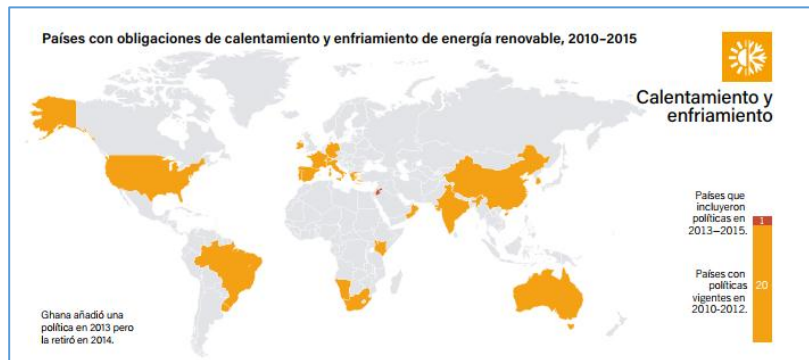 Países con obligaciones de calentamiento y enfriamiento de energía renovable, 2010–2015
Calentamiento y
enfriamiento
Países que
incluyeron
políticas en
2013–2015.
1
Países con
políticas
vigentes en
2010-2012.
20
Ghana añadió una
política en 2013 pero
la retiró en 2014.